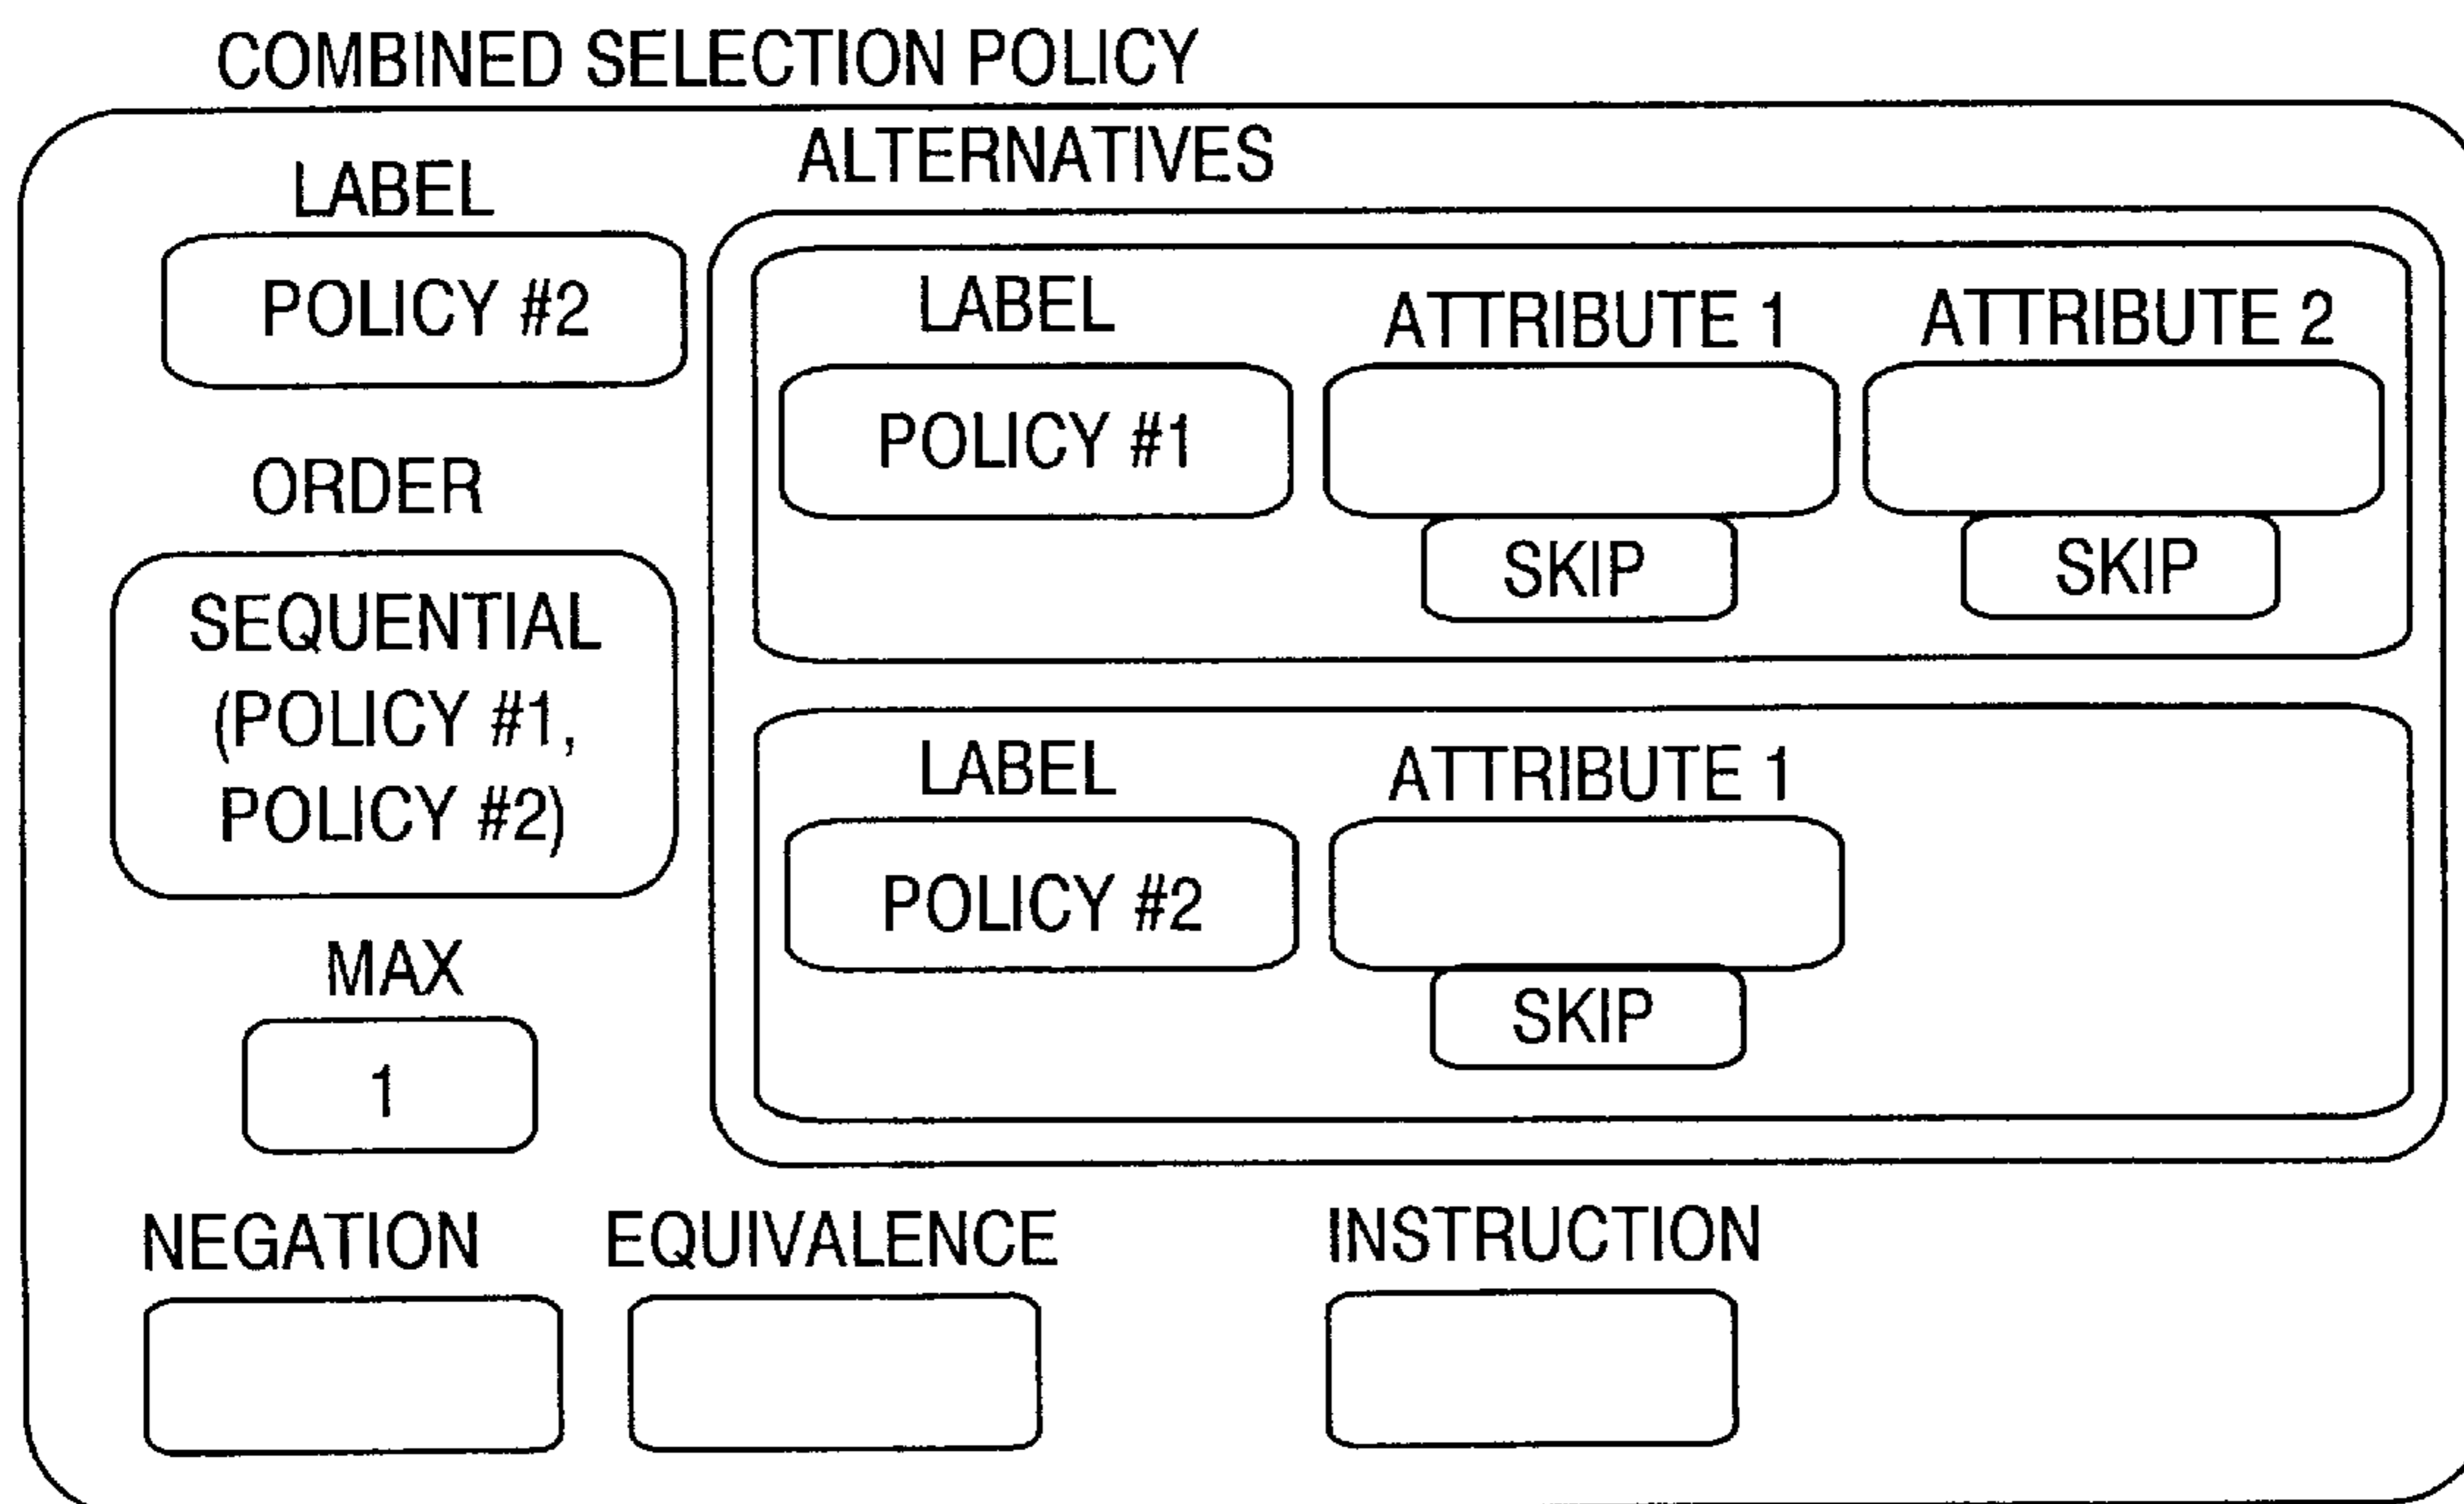 COMBINED SELECTION POLICY
LABEL
POLICY #2
ORDER
SEQUENTIAL
(POLICY #1,
POLICY #2)
MAX
1
ALTERNATIVES
LABEL
POLICY #1
ATTRIBUTE 1
SKIP
ATTRIBUTE 2
SKIP
LABEL
POLICY #2
ATTRIBUTE 1
SKIP
NEGATION
EQUIVALENCE
INSTRUCTION